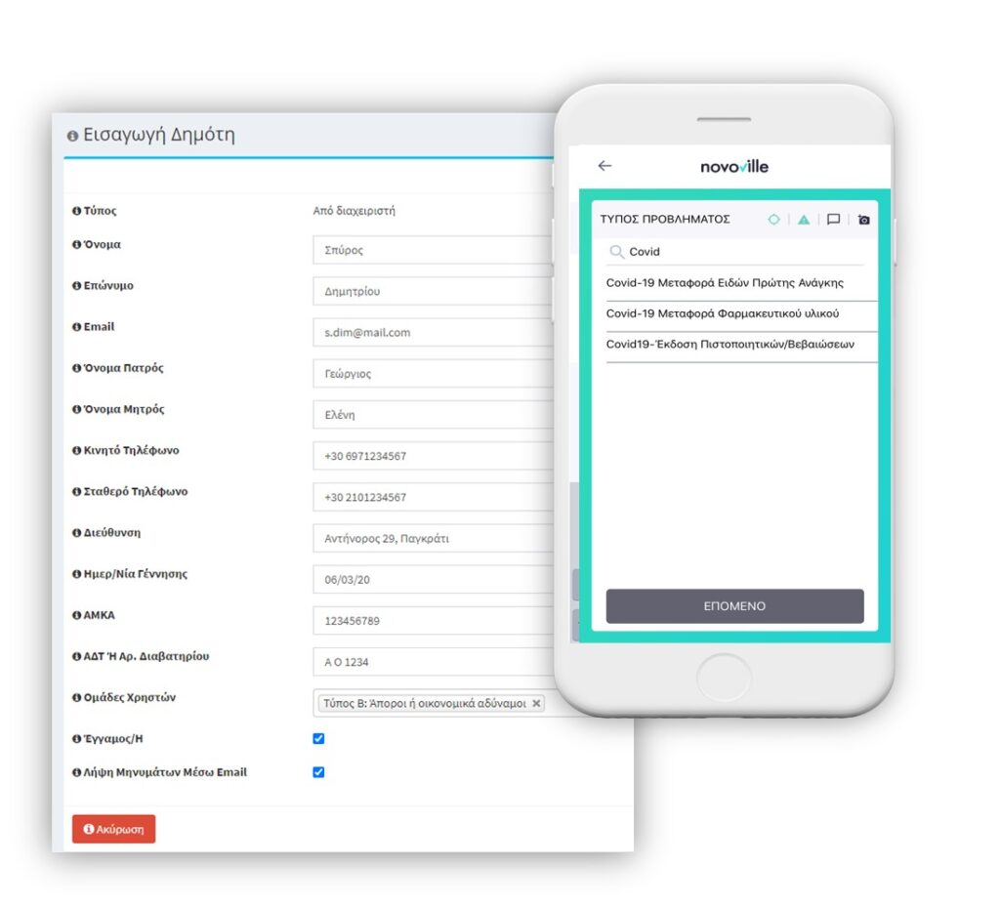 Εισαγωγή Δημότη
Τύπος
Από διαχειριστή
Όνομα
Σπύρος
Επώνυμο
Δημητρίου
Email
s.dim@mail.com
Όνομα Πατρός
Γεώργιος
Όνομα Μητρός
Ελένη
Κινητό Τηλέφωνο
+30 6971234567
Σταθερό Τηλέφωνο
+30 2101234567
Διεύθυνση
Αντήνορος 29, Παγκράτι
Ημερ/Νία Γέννησης
06/03/20
ΑΜΚΑ
123456789
ΑΔΤ Ή Αρ. Διαβατηρίου
Α Ο 1234
Ομάδες Χρηστών
Τύπος Β: Άποροι ή οικονομικά αδύναμοι ×
Έγγαμος/Η
Λήψη Μηνυμάτων Μέσω Email
Ακύρωση
novoville
ΤΥΠΟΣ ΠΡΟΒΛΗΜΑΤΟΣ
Covid
Covid-19 Μεταφορά Ειδών Πρώτης Ανάγκης
Covid-19 Μεταφορά Φαρμακευτικού υλικού
Covid19-Έκδοση Πιστοποιητικών/Βεβαιώσεων
ΕΠΟΜΕΝΟ